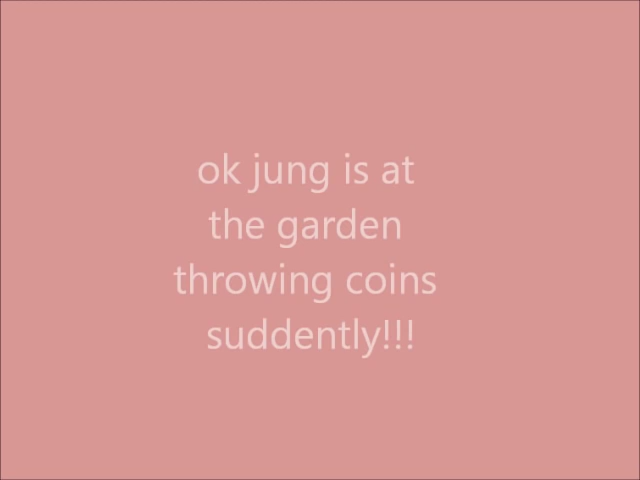 ok jung is at
the garden
throwing coins
suddently!!!